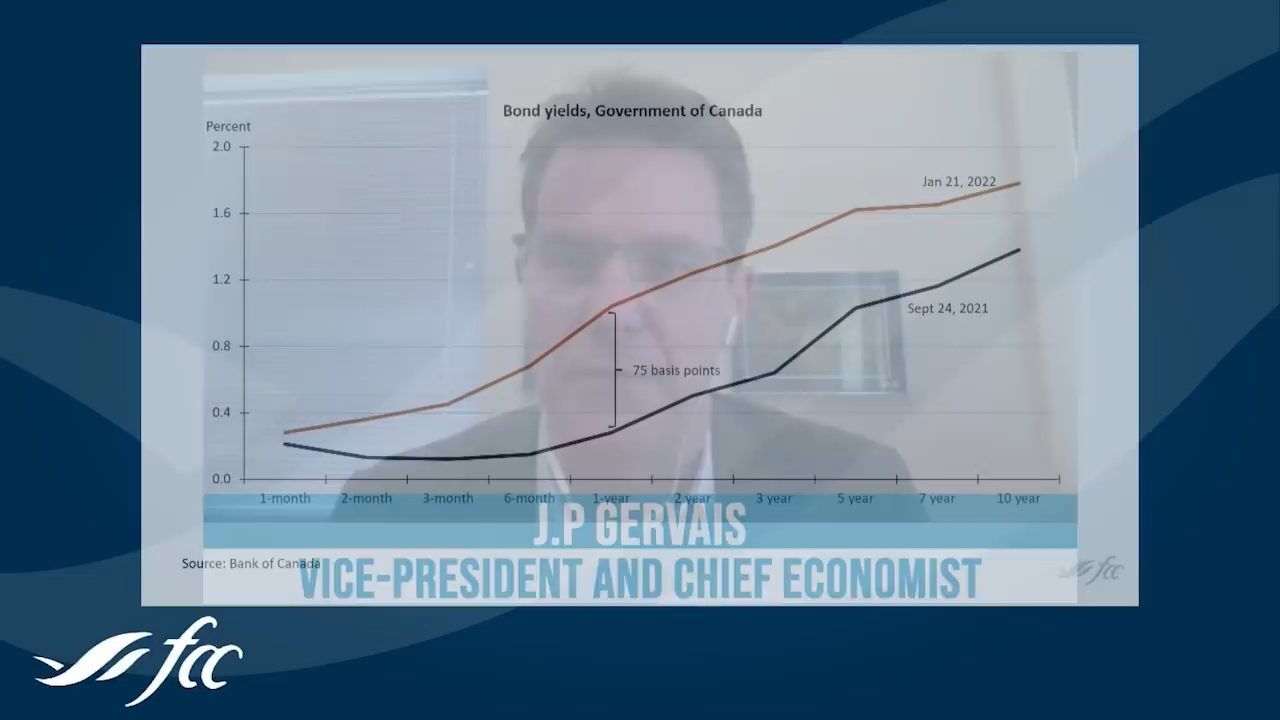 Bond yields, Government of Canada
Percent
2.0
1.6
1.2
0.8
0.4
0.0
Jan 21, 2022
Sept 24, 2021
75 basis points
1-month 2-month 3-month 6-month 1-year 2 year 3 year 5 year 7 year 10 year
J.P GERVAIS
Source: Bank of Canada
VICE-PRESIDENT AND CHIEF ECONOMIST
fcc
fcc